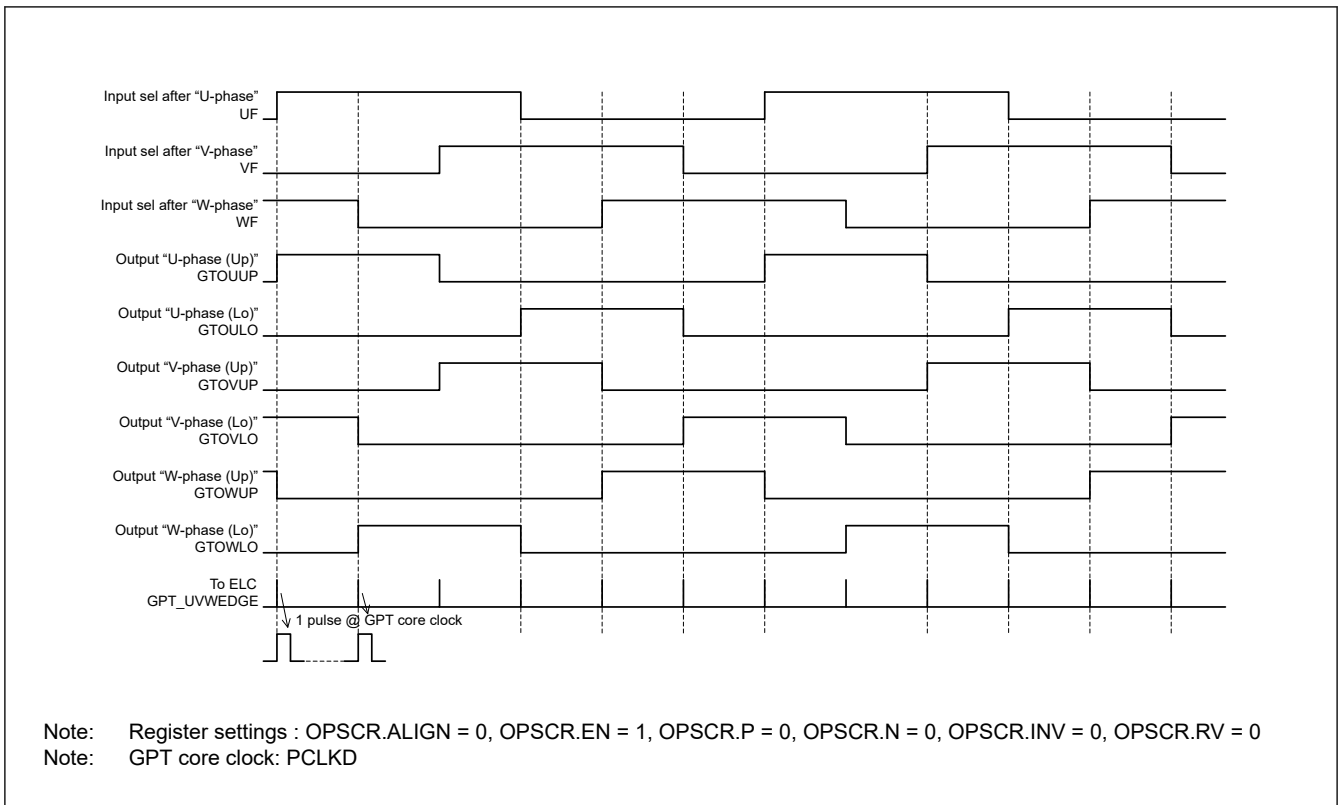 Input sel after “U-phase”
UF
Input sel after “V-phase”
VF
Input sel after “W-phase”
WF
Output “U-phase (Up)”
GTOUUP
Output “U-phase (Lo)”
GTOULO
Output “V-phase (Up)”
GTOVUP
Output “V-phase (Lo)”
GTOVLO
Output “W-phase (Up)”
GTOWUP
Output “W-phase (Lo)”
GTOWLO
To ELC
GPT_UVWEDGE
1 pulse @ GPT core clock
Note: Register settings : OPSCR.ALIGN = 0, OPSCR.EN = 1, OPSCR.P = 0, OPSCR.N = 0, OPSCR.INV = 0, OPSCR.RV = 0
Note: GPT core clock: PCLKD